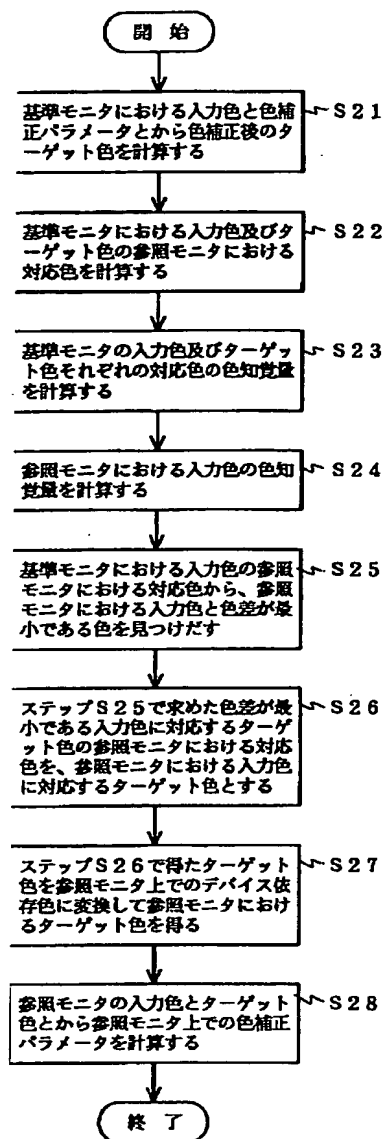 開 始
基準モニタにおける入力色と色補
正パラメータとから色補正後のタ
ーゲット色を計算する
S21
基準モニタにおける入力色及びタ
ーゲット色の参照モニタにおける
対応色を計算する
S22
基準モニタの入力色及びターゲッ
ト色それぞれの対応色の色知覚量
を計算する
S23
参照モニタにおける入力色の色知
覚量を計算する
S24
基準モニタにおける入力色の参照
モニタにおける対応色から、参照
モニタにおける入力色と色差が最
小である色を見つけだす
S25
ステップS25で求めた色差が最
小である入力色に対応するターゲ
ット色の参照モニタにおける対応
色を、参照モニタにおける入力色
に対応するターゲット色とする
S26
ステップS26で得たターゲット
色を参照モニタ上でのデバイス依
存色に変換して参照モニタにおけ
るターゲット色を得る
S27
参照モニタの入力色とターゲット
色とから参照モニタ上での色補正
パラメータを計算する
S28
終 了